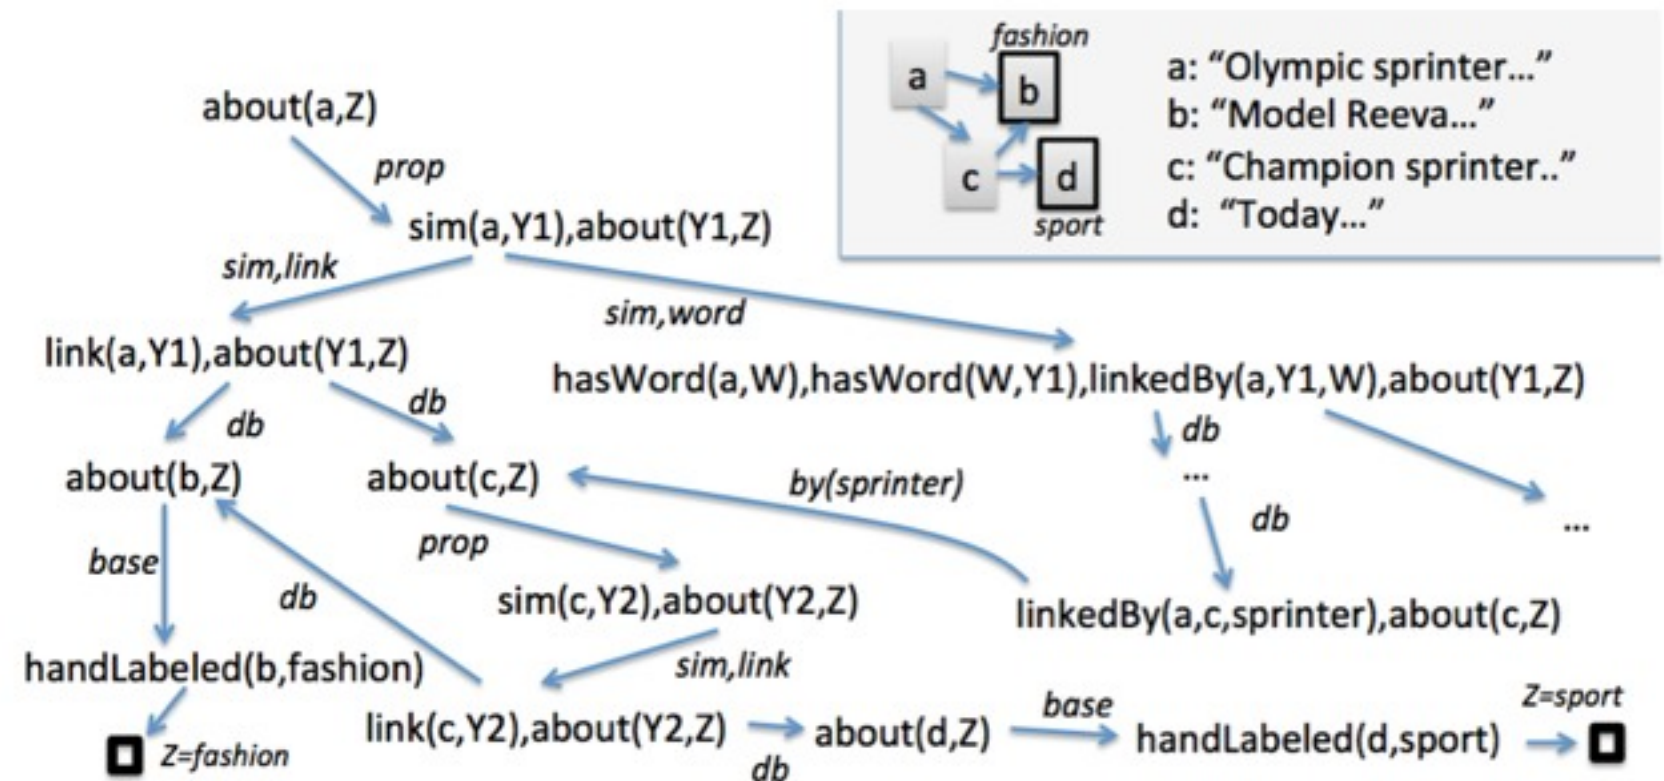 fashion
a
b
c
d
sport
a: “Olympic sprinter...”
b: “Model Reeva...”
c: “Champion sprinter..”
d: “Today...”
about(a,Z)
prop
sim(a,Y1),about(Y1,Z)
sim,link
sim,word
link(a,Y1),about(Y1,Z)
hasWord(a,W),hasWord(W,Y1),linkedBy(a,Y1,W),about(Y1,Z)
db
db
db
...
about(b,Z)
about(c,Z)
by(sprinter)
db
...
base
prop
db
sim(c,Y2),about(Y2,Z)
linkedBy(a,c,sprinter),about(c,Z)
handLabeled(b,fashion)
sim,link
Z=fashion
link(c,Y2),about(Y2,Z)
db
about(d,Z)
base
handLabeled(d,sport)
Z=sport